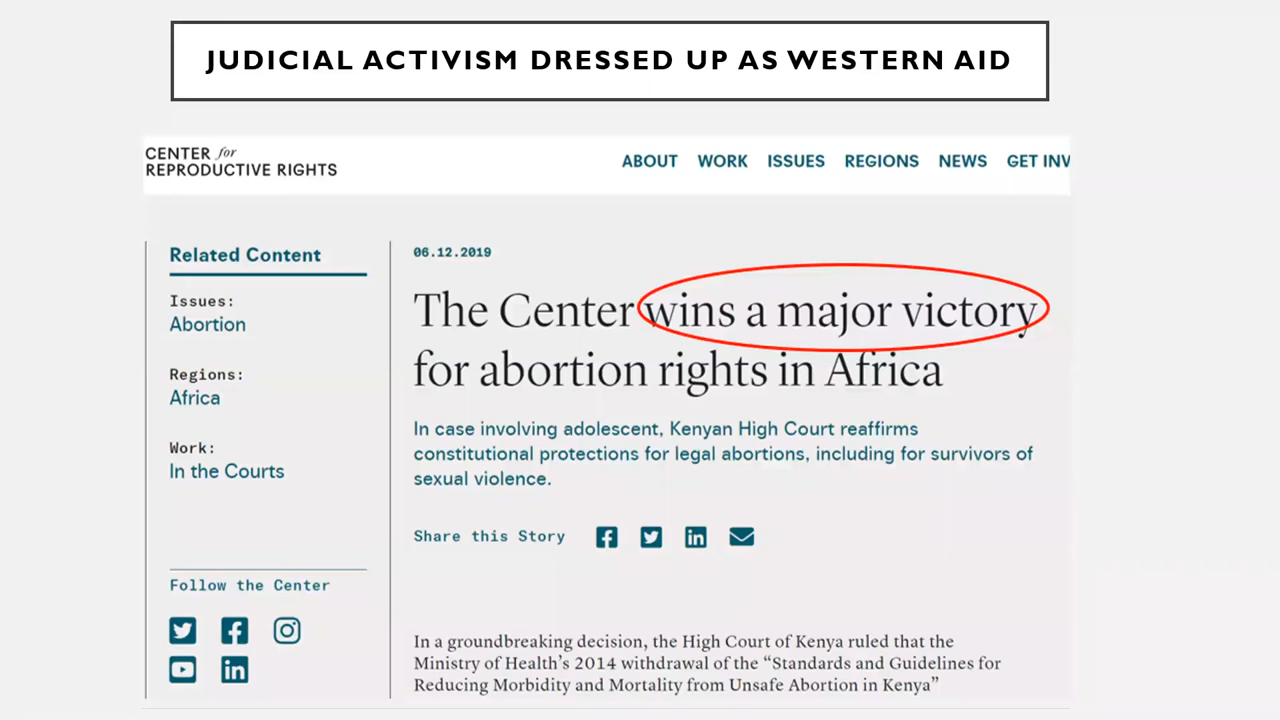 JUDICIAL ACTIVISM DRESSED UP AS WESTERN AID
CENTER for
REPRODUCTIVE RIGHTS
ABOUT WORK ISSUES REGIONS NEWS GET INV
Related Content
Issues:
Abortion
Regions:
Africa
Work:
In the Courts
Follow the Center
06.12.2019
The Center wins a major victory
for abortion rights in Africa
In case involving adolescent, Kenyan High Court reaffirms
constitutional protections for legal abortions, including for survivors of
sexual violence.
Share this Story
In a groundbreaking decision, the High Court of Kenya ruled that the
Ministry of Health’s 2014 withdrawal of the “Standards and Guidelines for
Reducing Morbidity and Mortality from Unsafe Abortion in Kenya”